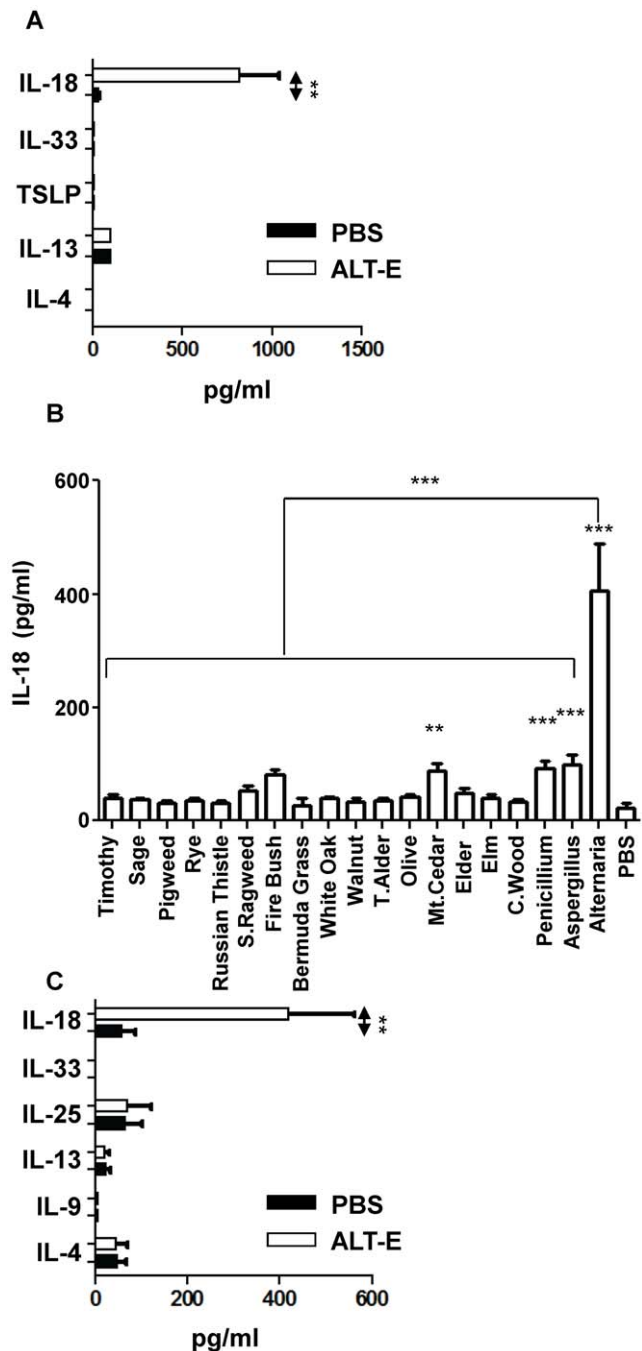 A
IL-18
**
IL-33
TSLP
IL-13
IL-4
PBS
ALT-E
0 500 1000 1500
pg/ml
B
600
400
200
0
IL-18 (pg/ml)
***
***
**
***
***
Timothy
Sage
Pigweed
Rye
Russian Thistle
S.Ragweed
Fire Bush
Bermuda Grass
White Oak
Walnut
T.Alder
Olive
Mt.Cedar
Elder
Elm
C.Wood
Penicillium
Aspergillus
Alternaria
PBS
C
IL-18
**
IL-33
IL-25
IL-13
IL-9
IL-4
PBS
ALT-E
0 200 400 600
pg/ml